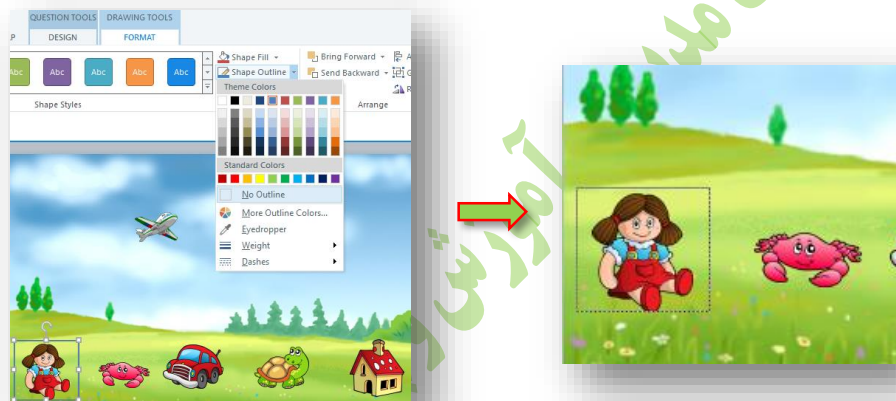 QUESTION TOOLS DRAWING TOOLS
DESIGN FORMAT
Abc Abc Abc Abc Abc
Shape Fill
Shape Outline
Bring Forward
Send Backward
Shape Styles
Arrange
Theme Colors
Standard Colors
No Outline
More Outline Colors...
Eyedropper
Weight
Dashes
آموزش